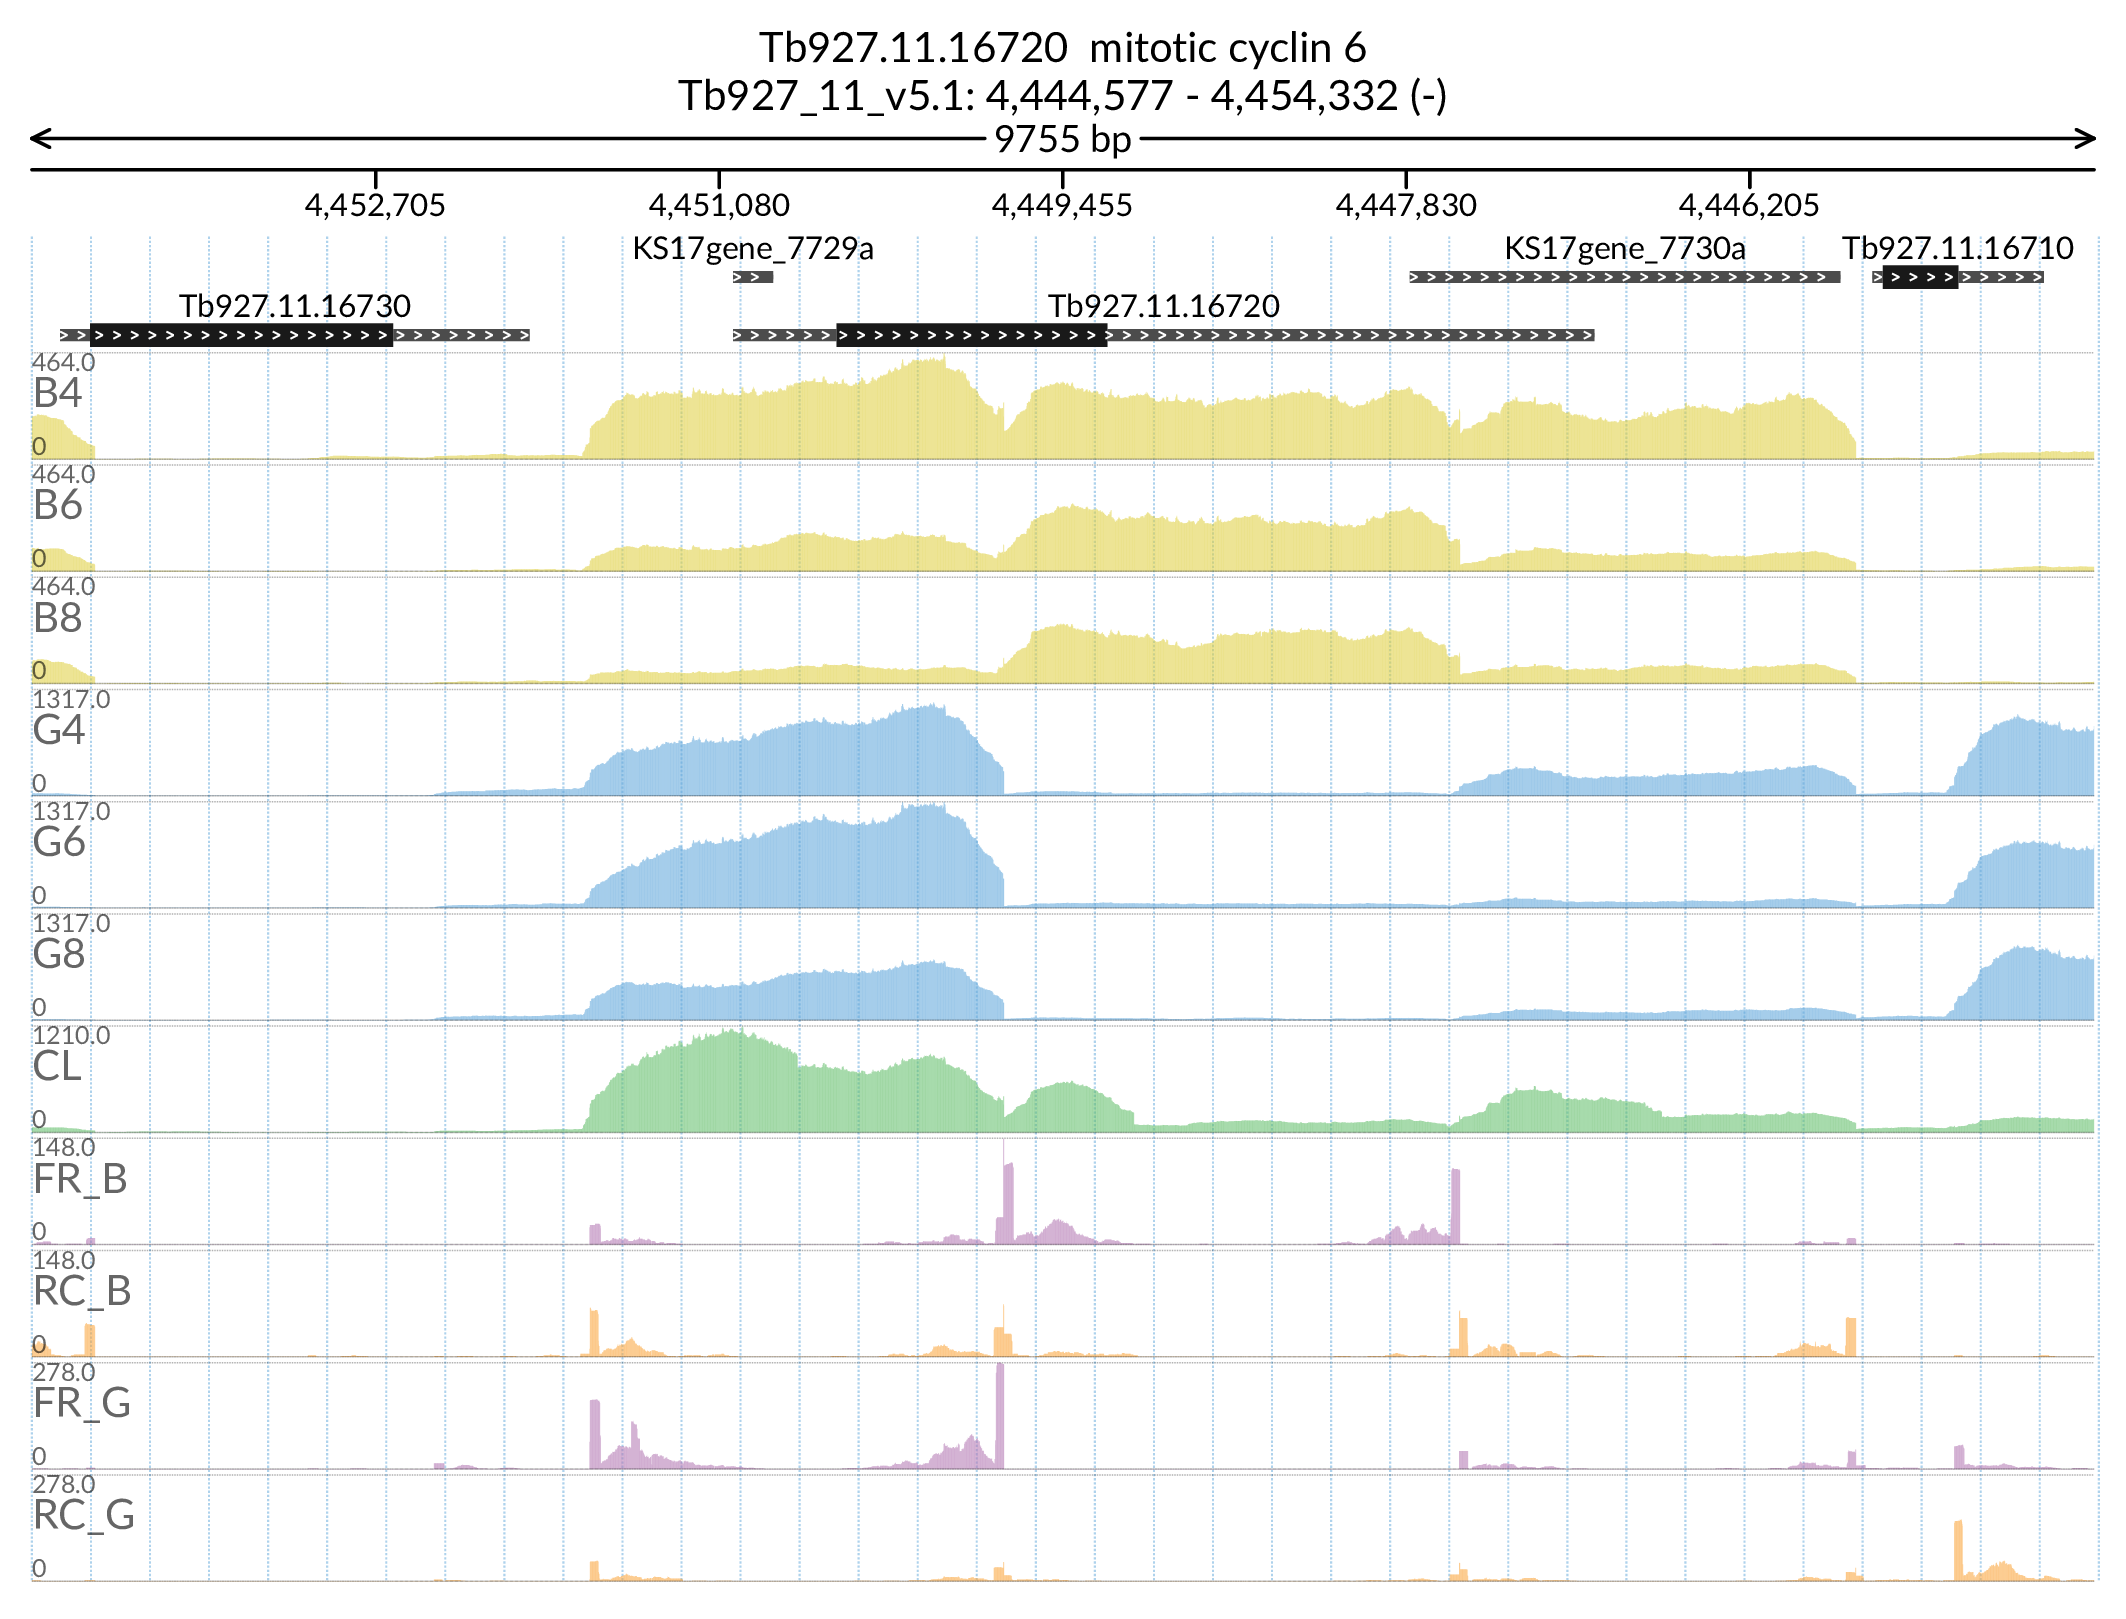 Tb927.11.16720 mitotic cyclin 6
Tb927_11_v5.1: 4,444,577 - 4,454,332 (-)
9755 bp
4,452,705 4,451,080 4,449,455 4,447,830 4,446,205
KS17gene_7729a KS17gene_7730a Tb927.11.16710
Tb927.11.16730 Tb927.11.16720
464.0
B4
0
464.0
B6
0
464.0
B8
0
1317.0
G4
0
1317.0
G6
0
1317.0
G8
0
1210.0
CL
0
148.0
FR_B
0
148.0
RC_B
0
278.0
FR_G
0
278.0
RC_G
0